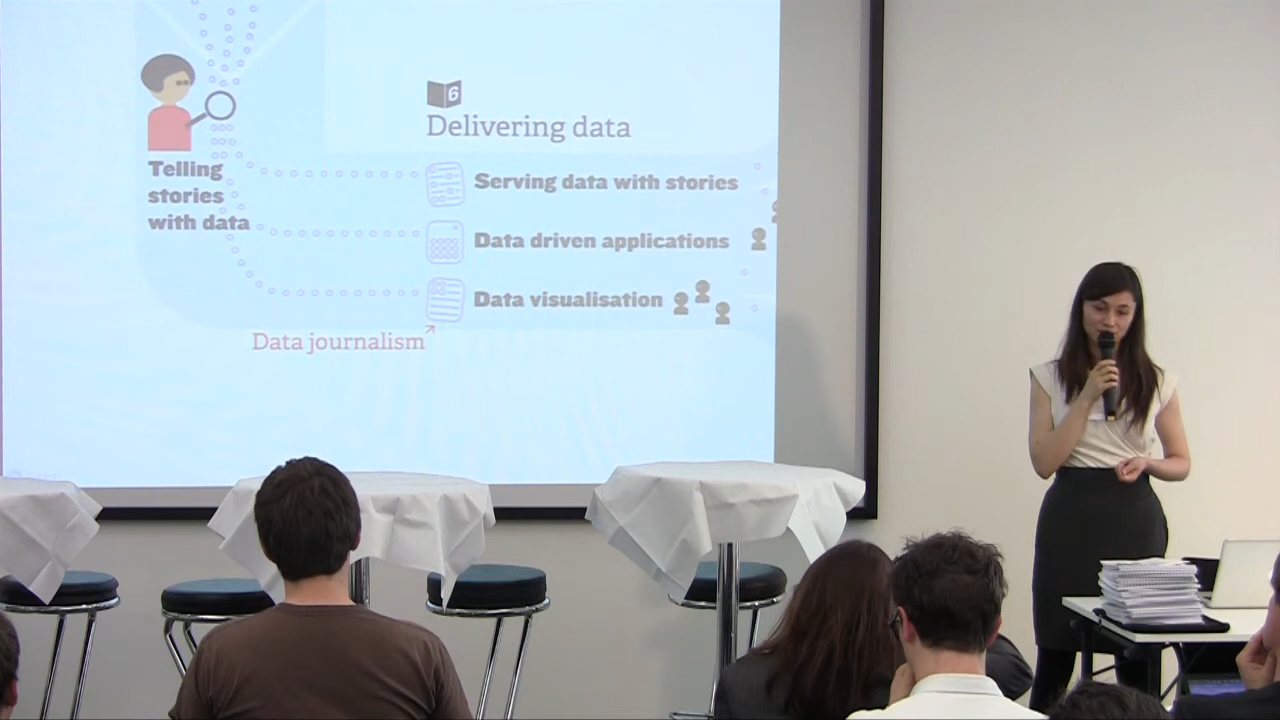 Telling
stories
with data
6
Delivering data
Serving data with stories
Data driven applications
Data visualisation
Data journalism